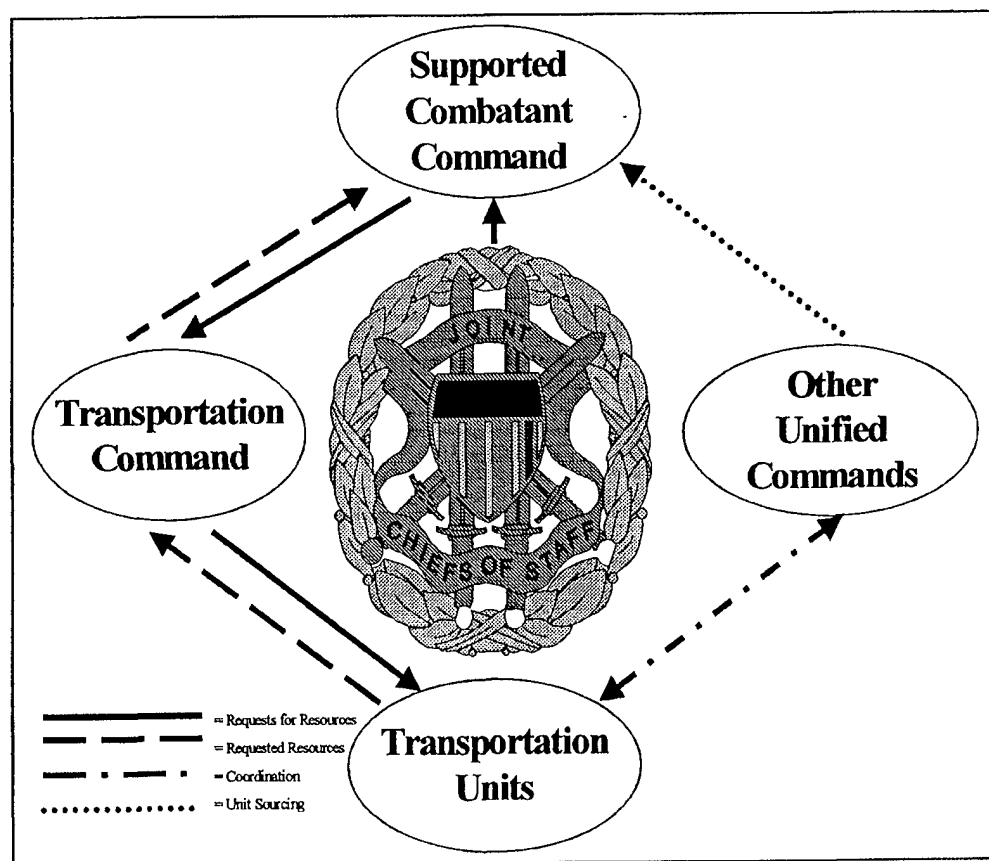 Supported
Combatant
Command
JOINT
Transportation
Command
Other
Unified
Commands
CHIEFS OF STAFF
= Requests for Resources
= Requested Resources
= Coordination
= Unit Sourcing
Transportation
Units